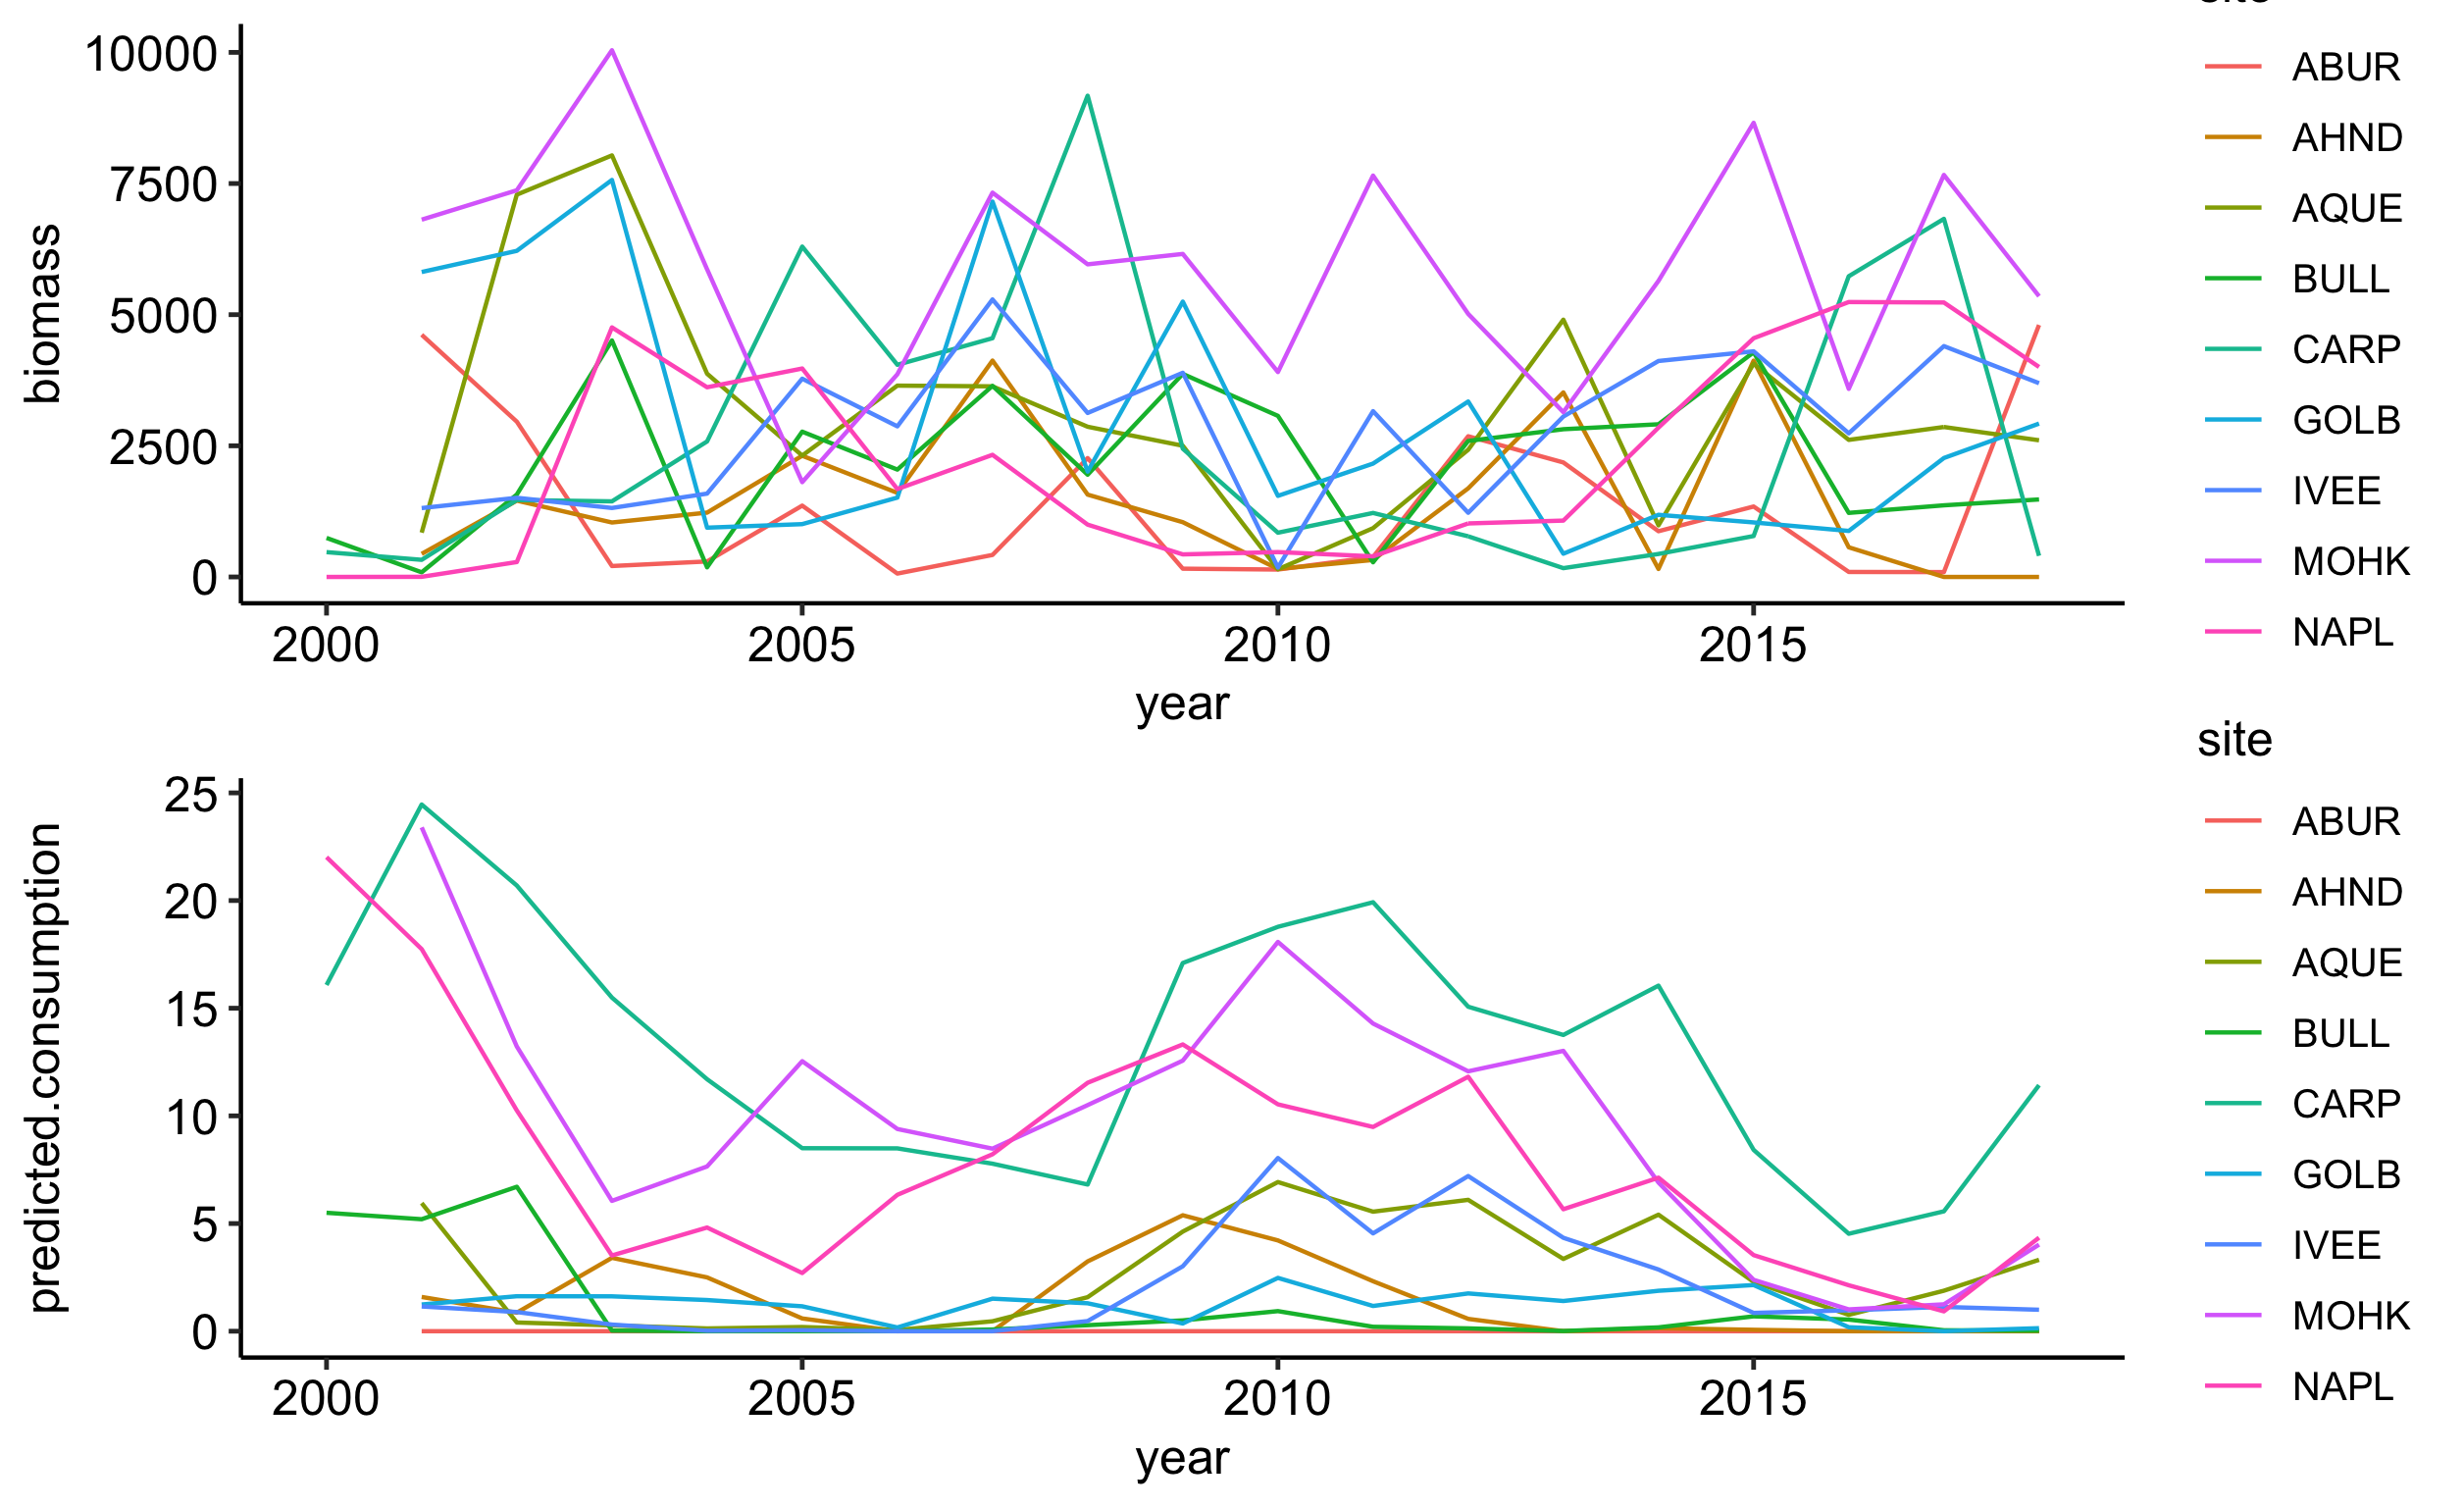 site
10000
7500
5000
2500
0
biomass
2000 2005 2010 2015
year
ABUR
AHND
AQUE
BULL
CARP
GOLB
IVEE
MOHK
NAPL
25
20
15
10
5
0
predicted.consumption
2000 2005 2010 2015
year
site
ABUR
AHND
AQUE
BULL
CARP
GOLB
IVEE
MOHK
NAPL